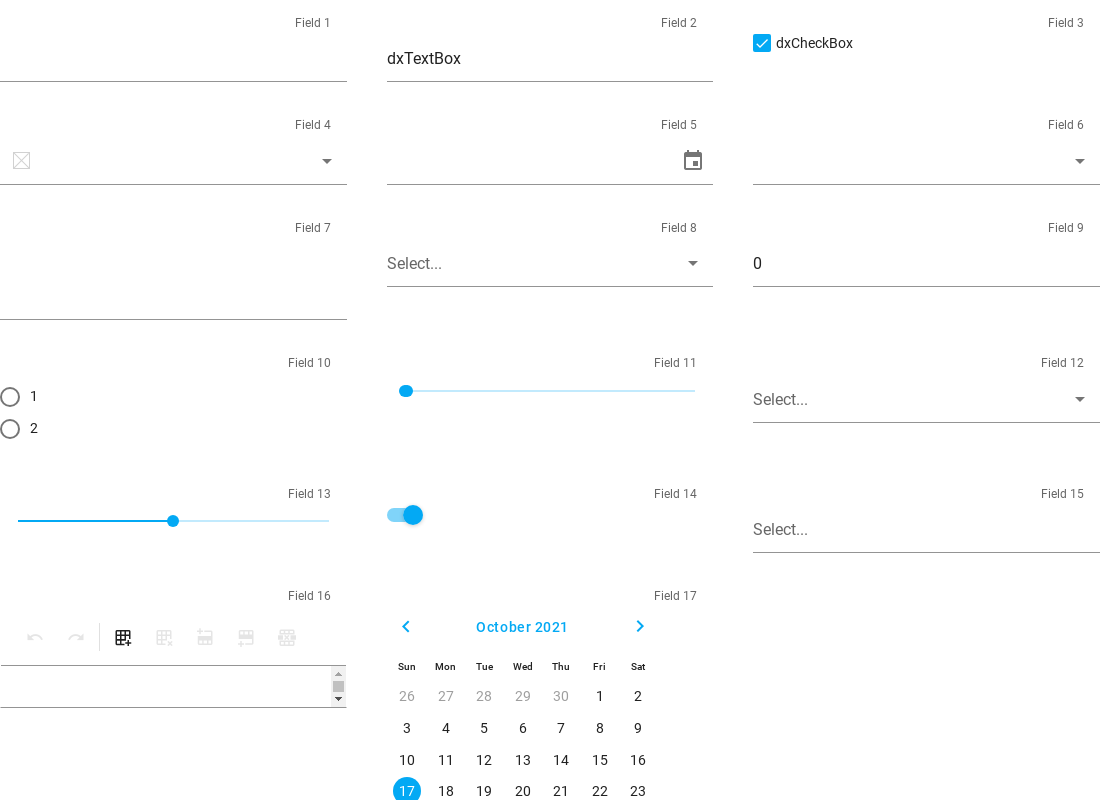 Field 1
Field 2
dxTextBox
Field 3
dxCheckBox
Field 4
Field 5
Field 6
Field 7
Field 8
Select...
Field 9
0
Field 10
1
2
Field 11
Field 12
Select...
Field 13
Field 14
Field 15
Select...
Field 16
Field 17
October 2021
Sun Mon Tue Wed Thu Fri Sat
26 27 28 29 30 1 2
3 4 5 6 7 8 9
10 11 12 13 14 15 16
17 18 19 20 21 22 23